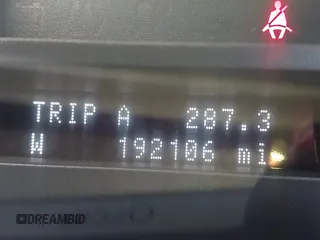 TRIP A 287.3
W 192106 mi
DREAMBID